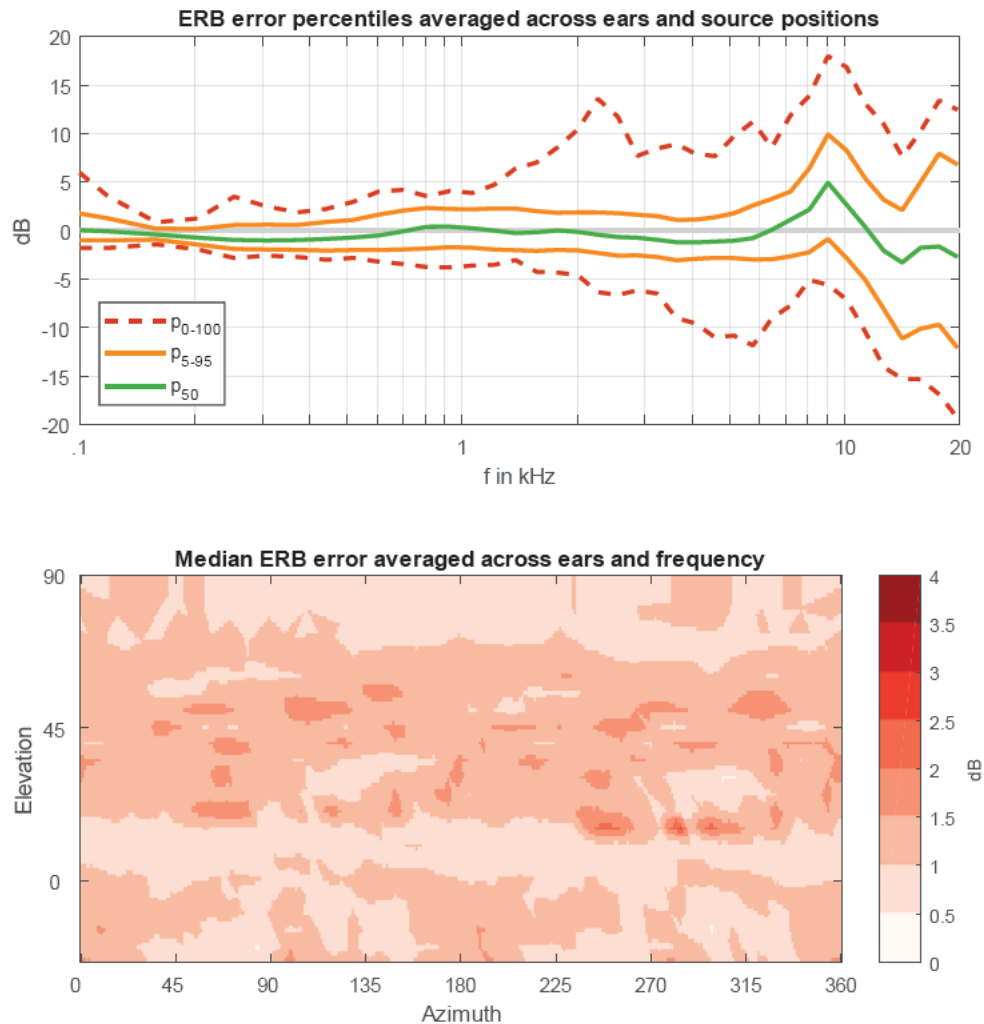 ERB error percentiles averaged across ears and source positions
20
15
10
5
0
-5
-10
-15
-20
dB
p0-100
p5-95
p50
.1 1 10 20
f in kHz
Median ERB error averaged across ears and frequency
90
45
0
Elevation
0 45 90 135 180 225 270 315 360
Azimuth
4
3.5
3
2.5
2
1.5
1
0.5
0
dB